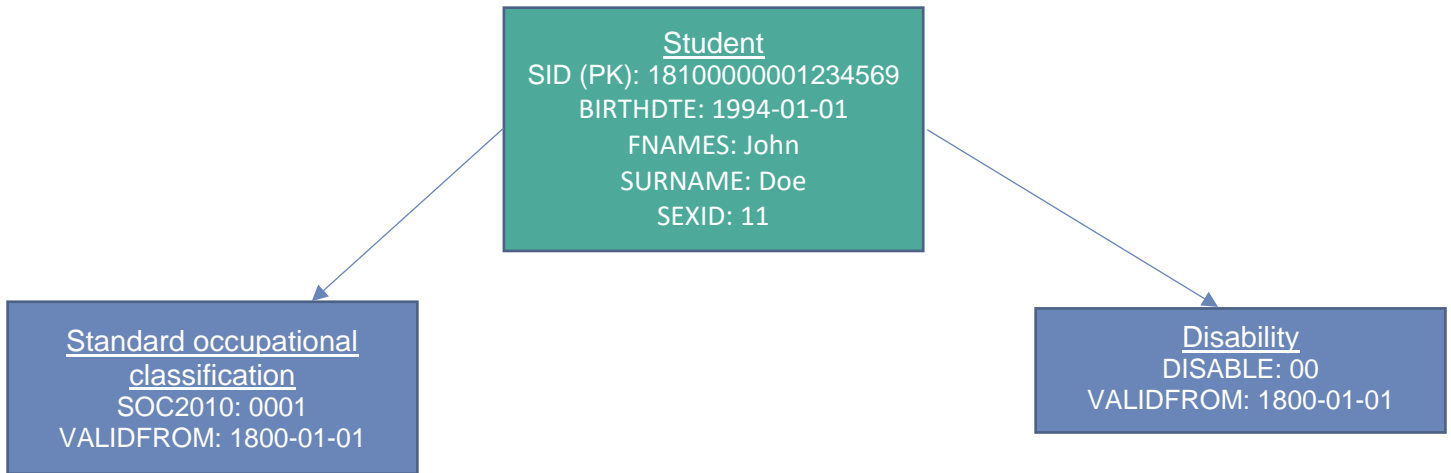 Student
SID (PK): 18100000001234569
BIRTHDTE: 1994-01-01
FNAMES: John
SURNAME: Doe
SEXID: 11
Standard occupational
classification
SOC2010: 0001
VALIDFROM: 1800-01-01
Disability
DISABLE: 00
VALIDFROM: 1800-01-01